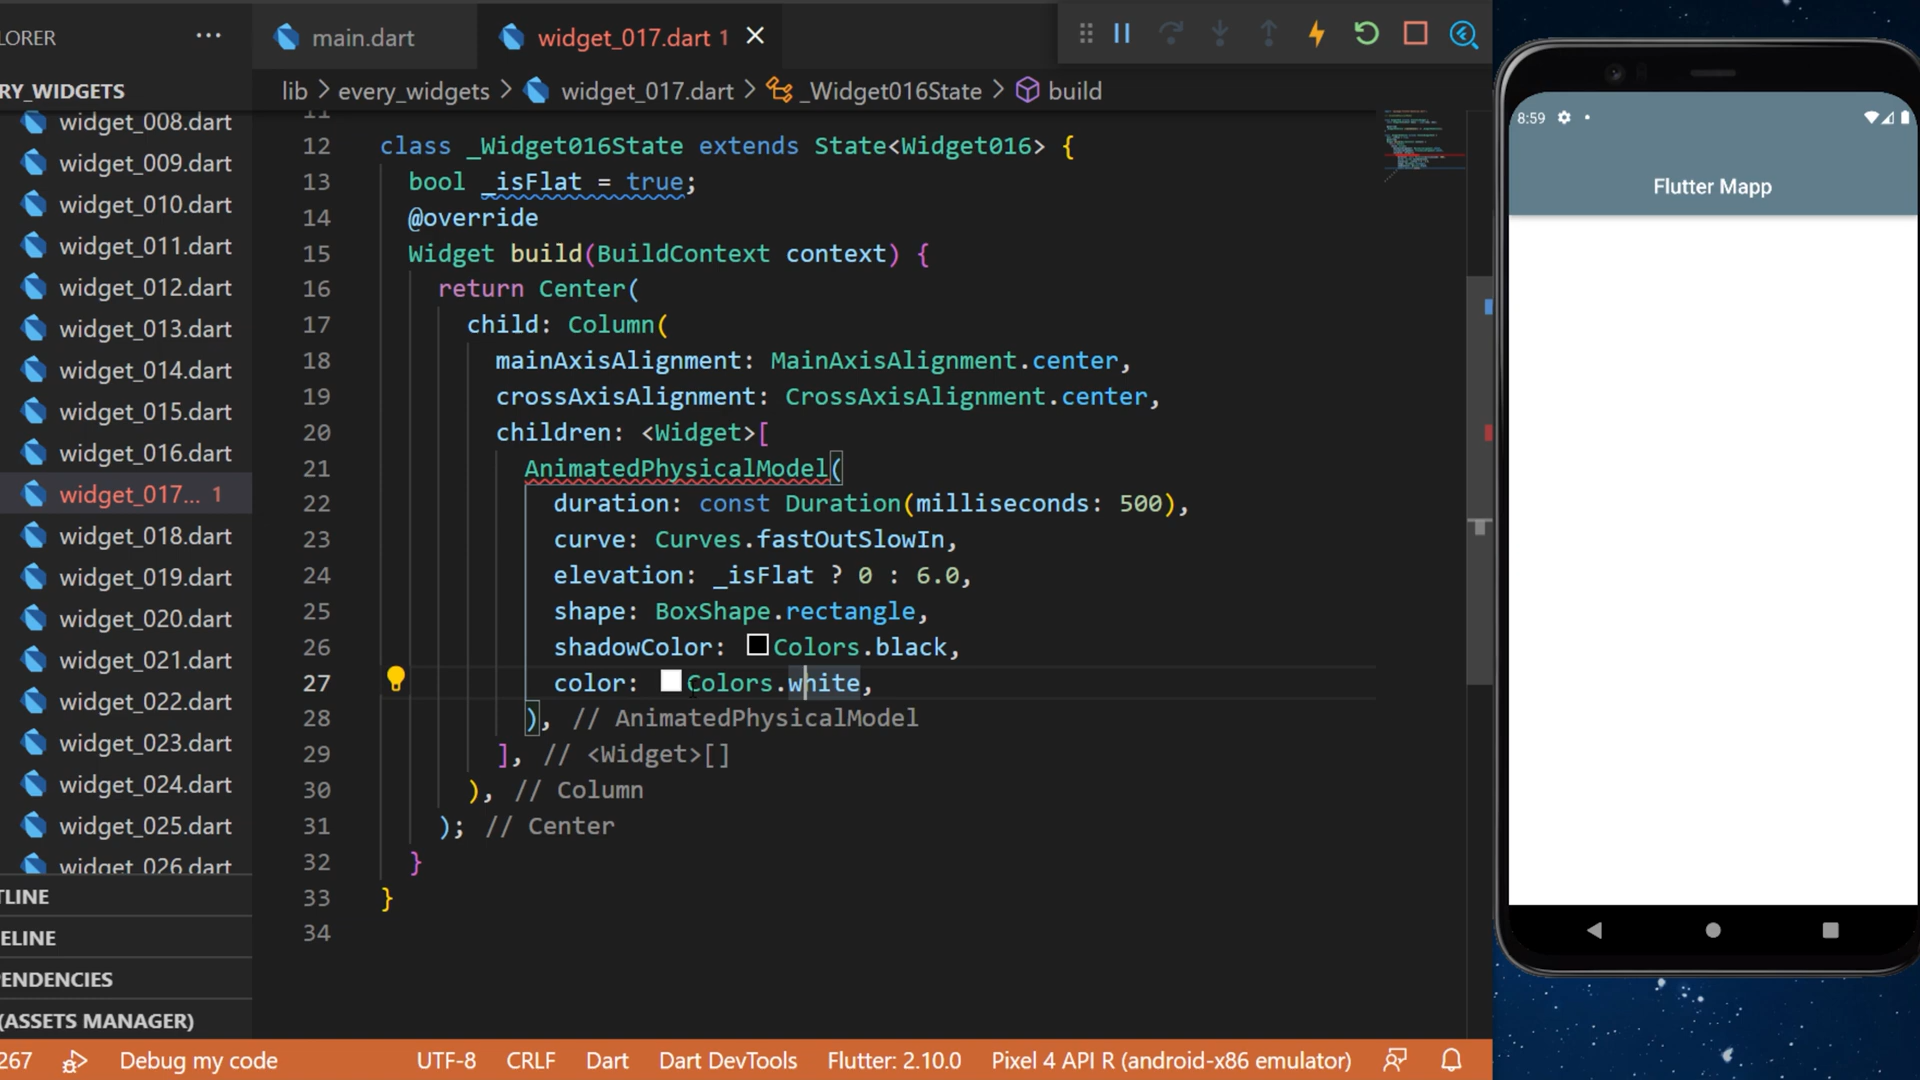 LORER
...
main.dart
widget_017.dart 1
RY_WIDGETS
lib > every_widgets > widget_017.dart > _Widget016State > build
widget_008.dart
widget_009.dart
widget_010.dart
widget_011.dart
widget_012.dart
widget_013.dart
widget_014.dart
widget_015.dart
widget_016.dart
widget_017... 1
widget_018.dart
widget_019.dart
widget_020.dart
widget_021.dart
widget_022.dart
widget_023.dart
widget_024.dart
widget_025.dart
widget_026.dart
TLINE
ELINE
PENDENCIES
(ASSETS MANAGER)
11
12 class _Widget016State extends State<Widget016> {
13 bool _isFlat = true;
14 @override
15 Widget build(BuildContext context) {
16 return Center(
17 child: Column(
18 mainAxisAlignment: MainAxisAlignment.center,
19 crossAxisAlignment: CrossAxisAlignment.center,
20 children: <Widget>[
21 AnimatedPhysicalModel(
22 duration: const Duration(milliseconds: 500),
23 curve: Curves.fastOutSlowIn,
24 elevation: _isFlat ? 0 : 6.0,
25 shape: BoxShape.rectangle,
26 shadowColor: Colors.black,
27 color: Colors.white,
28 ), // AnimatedPhysicalModel
29 ], // <Widget>[]
30 ), // Column
31 ); // Center
32 }
33 }
34
8:59
Flutter Mapp
267 Debug my code UTF-8 CRLF Dart Dart DevTools Flutter: 2.10.0 Pixel 4 API R (android-x86 emulator)